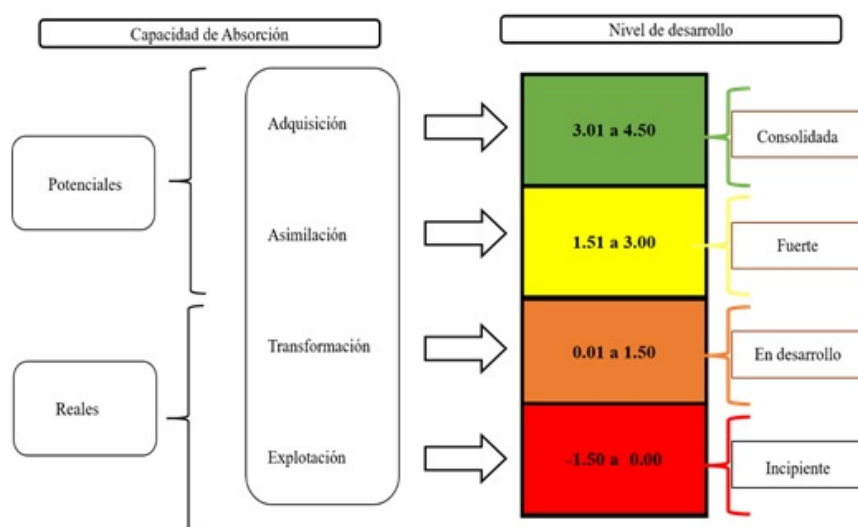 Capacidad de Absorción
Nivel de desarrollo
Potenciales
Reales
Adquisición
Asimilación
Transformación
Explotación
3.01 a 4.50
1.51 a 3.00
0.01 a 1.50
-1.50 a 0.00
Consolidada
Fuerte
En desarrollo
Incipiente